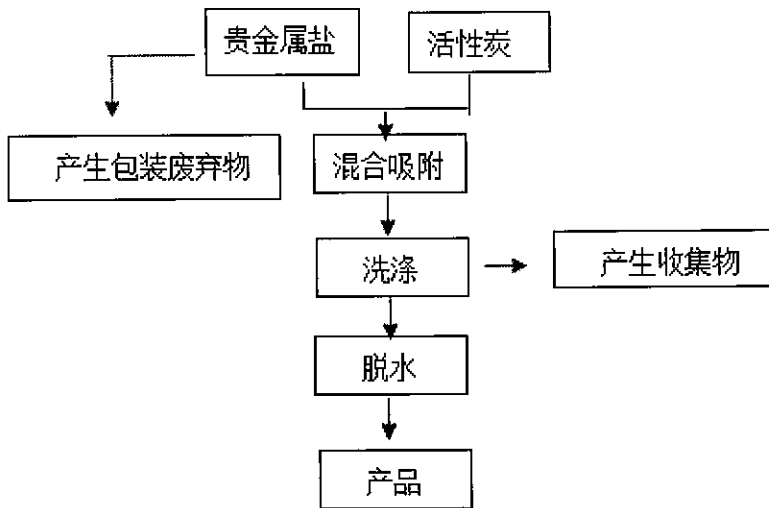 贵金属盐
活性炭
产生包装废弃物
混合吸附
洗涤
产生收集物
脱水
产品